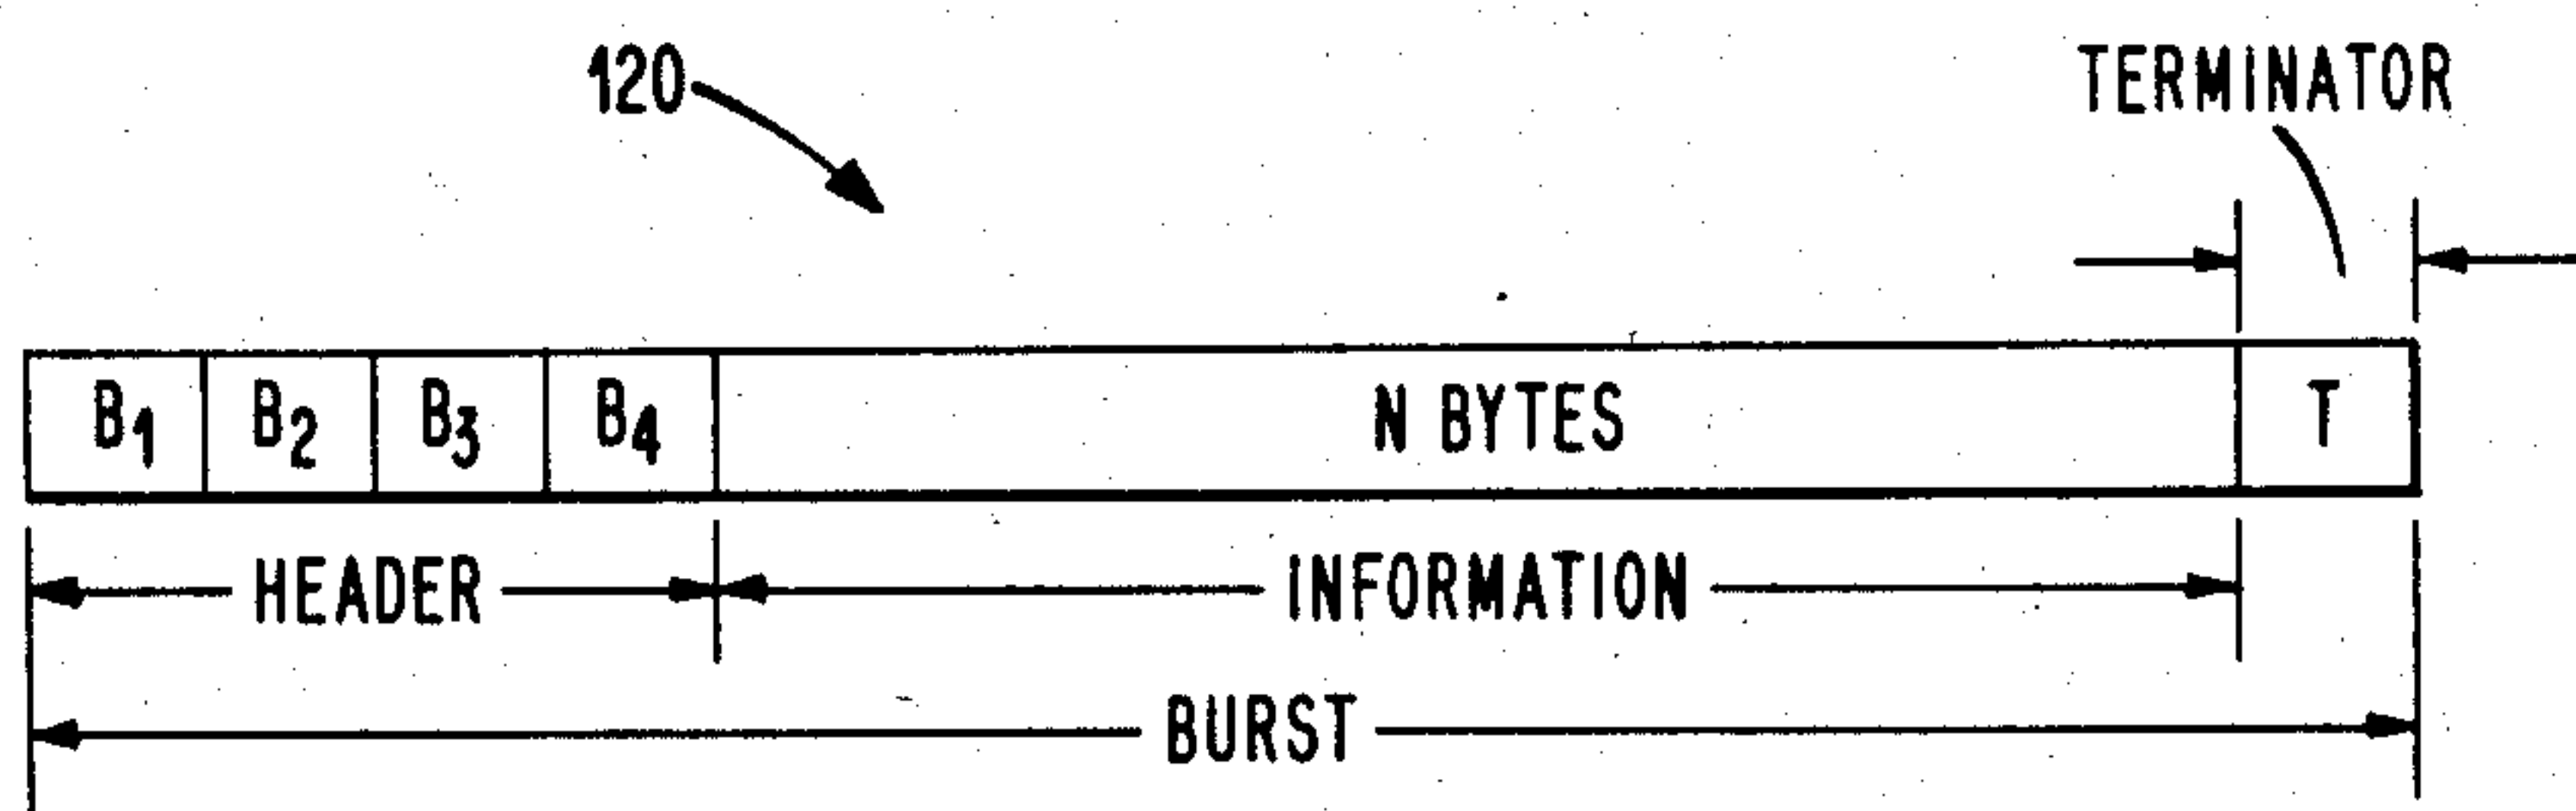 120
TERMINATOR
B1 B2 B3 B4 N BYTES T
HEADER INFORMATION
BURST